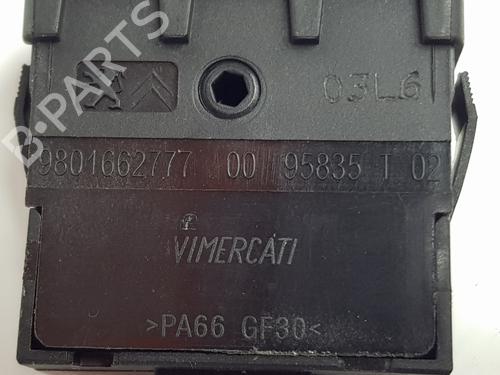 B-PARTS
03L6
9801662777 00 95835 T 02
VIMERCATI
>PA66 GF30<